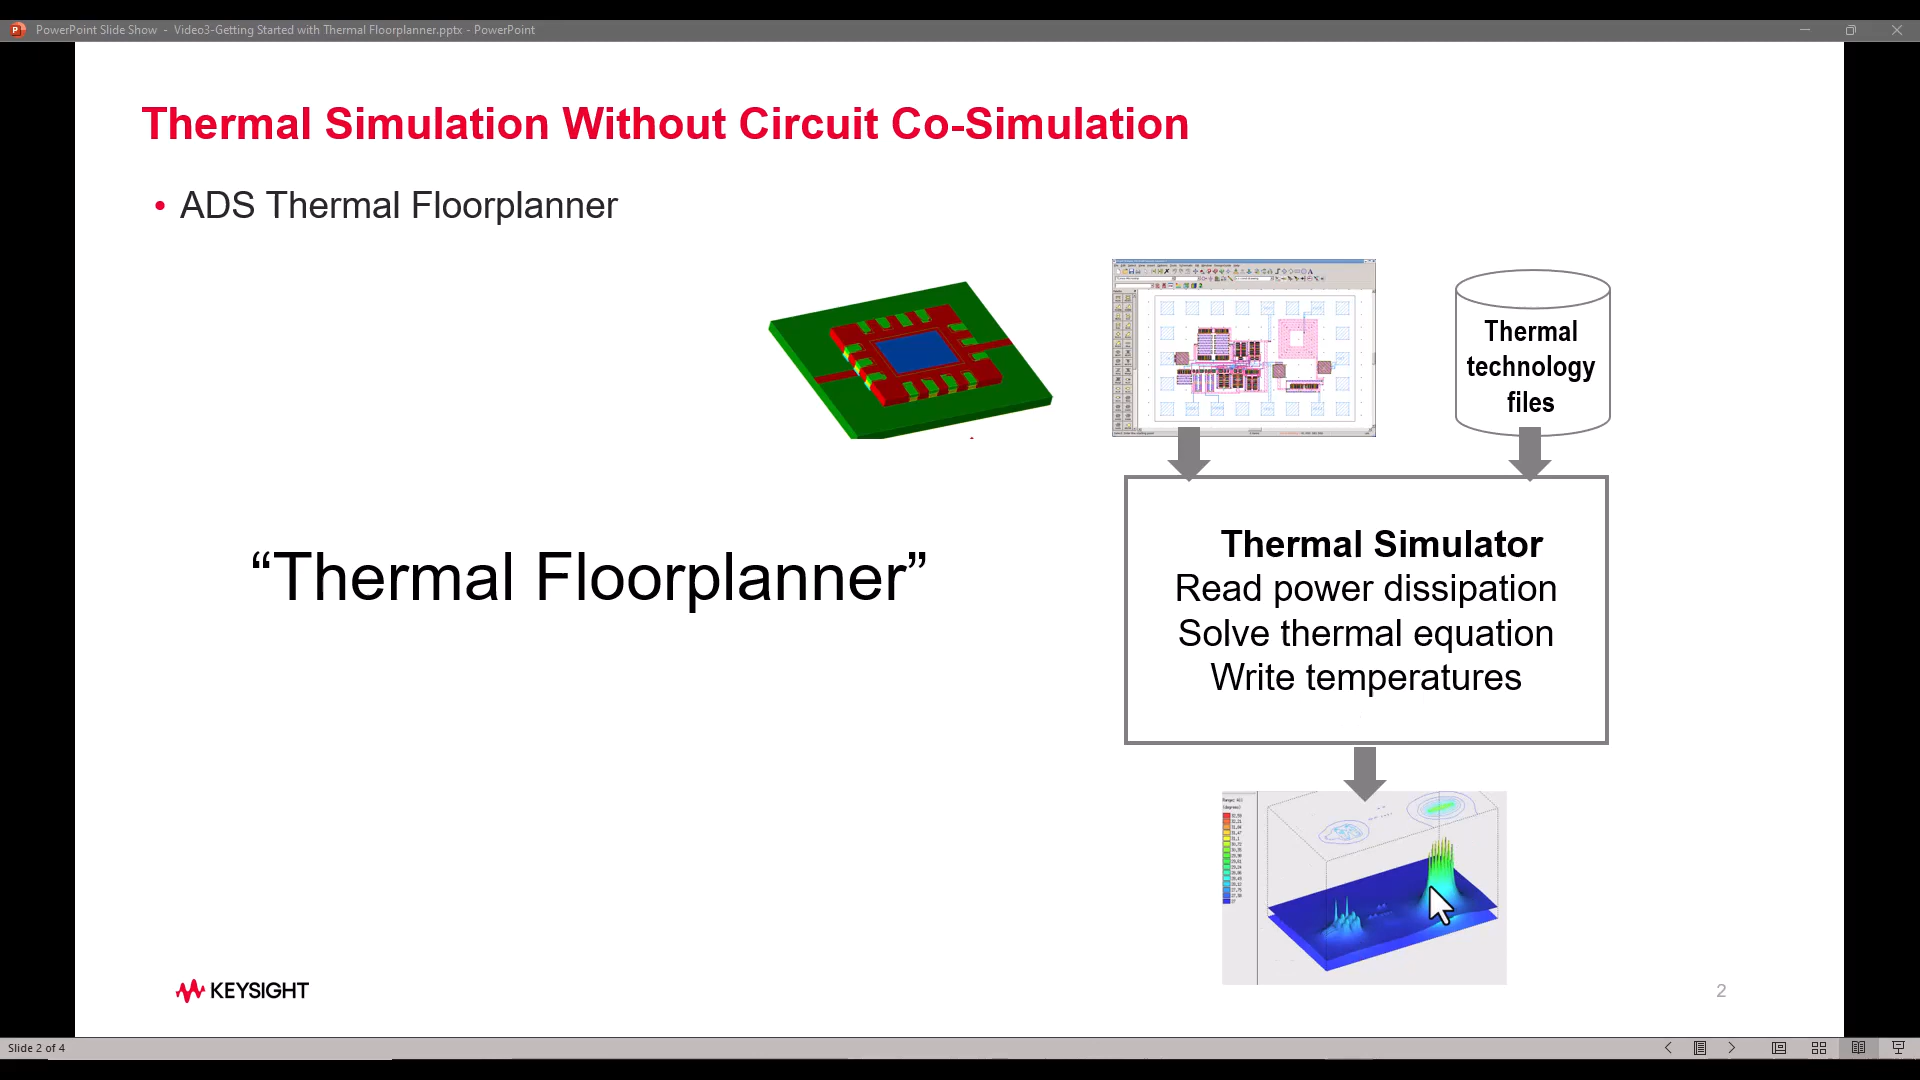 PowerPoint Slide Show - Video3-Getting Started with Thermal Floorplanner.pptx - PowerPoint
Thermal Simulation Without Circuit Co-Simulation
• ADS Thermal Floorplanner
Thermal
technology
files
“Thermal Floorplanner”
Thermal Simulator
Read power dissipation
Solve thermal equation
Write temperatures
KEYSIGHT
2
Slide 2 of 4